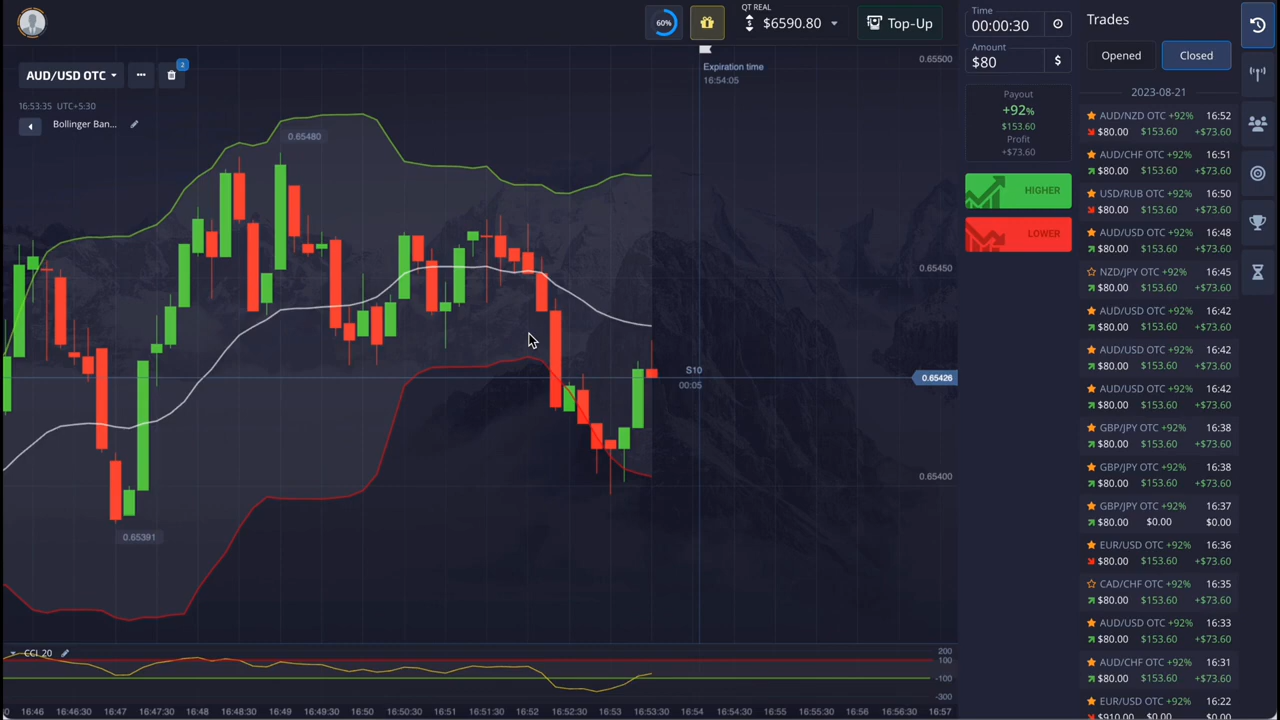 60%
QT REAL
$6590.80
Top-Up
Time
00:00:30
Amount
$80
$
Payout
+92%
$153.60
Profit
+$73.60
HIGHER
LOWER
AUD/USD OTC
2
16:53:35 UTC+5:30
Bollinger Ban...
Expiration time
16:54:05
0.65480
0.65391
S10
00:05
0.65500
0.65450
0.65426
0.65400
CCI, 20
200
100
-100
-300
16:46 16:46:30 16:47 16:47:30 16:48 16:48:30 16:49 16:49:30 16:50 16:50:30 16:51 16:51:30 16:52 16:52:30 16:53 16:53:30 16:54 16:54:30 16:55 16:55:30 16:56 16:56:30 16:57
Trades
Opened Closed
2023-08-21
AUD/NZD OTC +92% 16:52
$80.00 $153.60 +$73.60
AUD/CHF OTC +92% 16:51
$80.00 $153.60 +$73.60
USD/RUB OTC +92% 16:50
$80.00 $153.60 +$73.60
AUD/USD OTC +92% 16:48
$80.00 $153.60 +$73.60
NZD/JPY OTC +92% 16:45
$80.00 $153.60 +$73.60
AUD/USD OTC +92% 16:42
$80.00 $153.60 +$73.60
AUD/USD OTC +92% 16:42
$80.00 $153.60 +$73.60
AUD/USD OTC +92% 16:42
$80.00 $153.60 +$73.60
GBP/JPY OTC +92% 16:38
$80.00 $153.60 +$73.60
GBP/JPY OTC +92% 16:38
$80.00 $153.60 +$73.60
GBP/JPY OTC +92% 16:37
$80.00 $0.00 $0.00
EUR/USD OTC +92% 16:36
$80.00 $153.60 +$73.60
CAD/CHF OTC +92% 16:35
$80.00 $153.60 +$73.60
AUD/USD OTC +92% 16:33
$80.00 $153.60 +$73.60
AUD/CHF OTC +92% 16:31
$80.00 $153.60 +$73.60
EUR/USD OTC +92% 16:22
$910.00 $0.00 $0.00